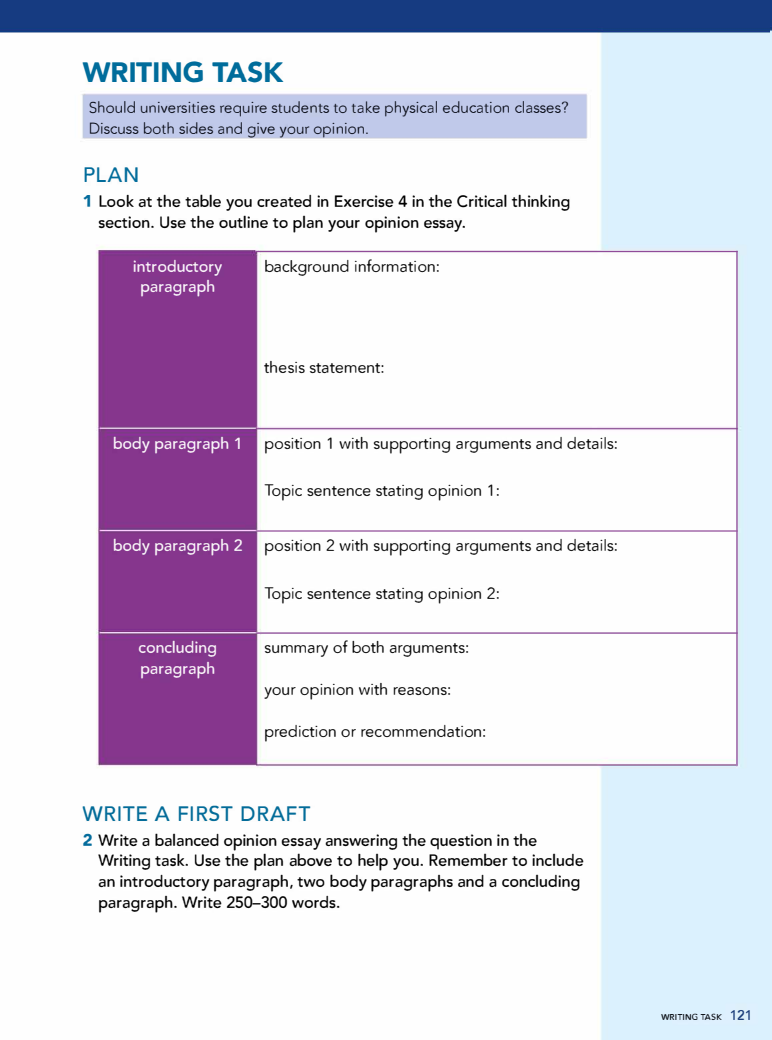 WRITING TASK
Should universities require students to take physical education classes?
Discuss both sides and give your opinion.
PLAN
1 Look at the table you created in Exercise 4 in the Critical thinking
section. Use the outline to plan your opinion essay.
introductory
paragraph
background information:
thesis statement:
body paragraph 1
position 1 with supporting arguments and details:
Topic sentence stating opinion 1:
body paragraph 2
position 2 with supporting arguments and details:
Topic sentence stating opinion 2:
concluding
paragraph
summary of both arguments:
your opinion with reasons:
prediction or recommendation:
WRITE A FIRST DRAFT
2 Write a balanced opinion essay answering the question in the
Writing task. Use the plan above to help you. Remember to include
an introductory paragraph, two body paragraphs and a concluding
paragraph. Write 250–300 words.
WRITING TASK 121